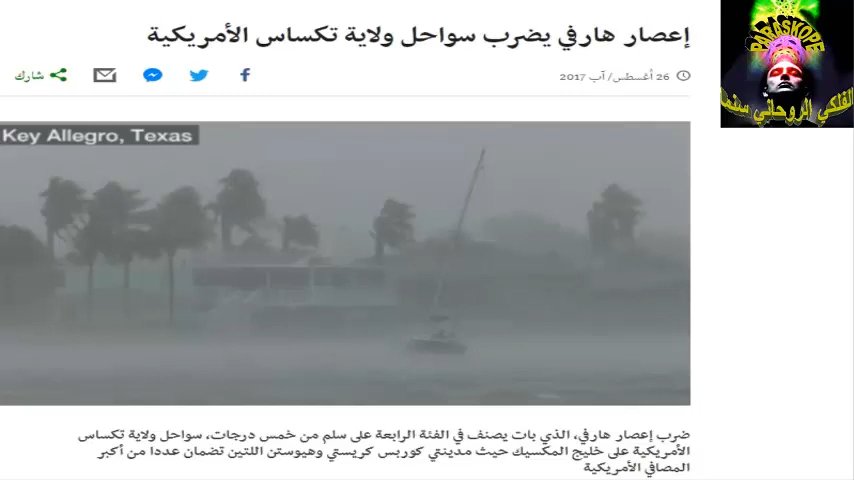 إعصار هارفي يضرب سواحل ولاية تكساس الأمريكية
26 أغسطس/ آب 2017
شارك
Key Allegro, Texas
ضرب إعصار هارفي، الذي بات يصنف في الفئة الرابعة على سلم من خمس درجات، سواحل ولاية تكساس
الأمريكية على خليج المكسيك حيث مدينتي كوربس كريستي وهيوستن اللتين تضمان عددا من أكبر
المصافي الأمريكية
PARASKOPE
الفلكي الروحاني